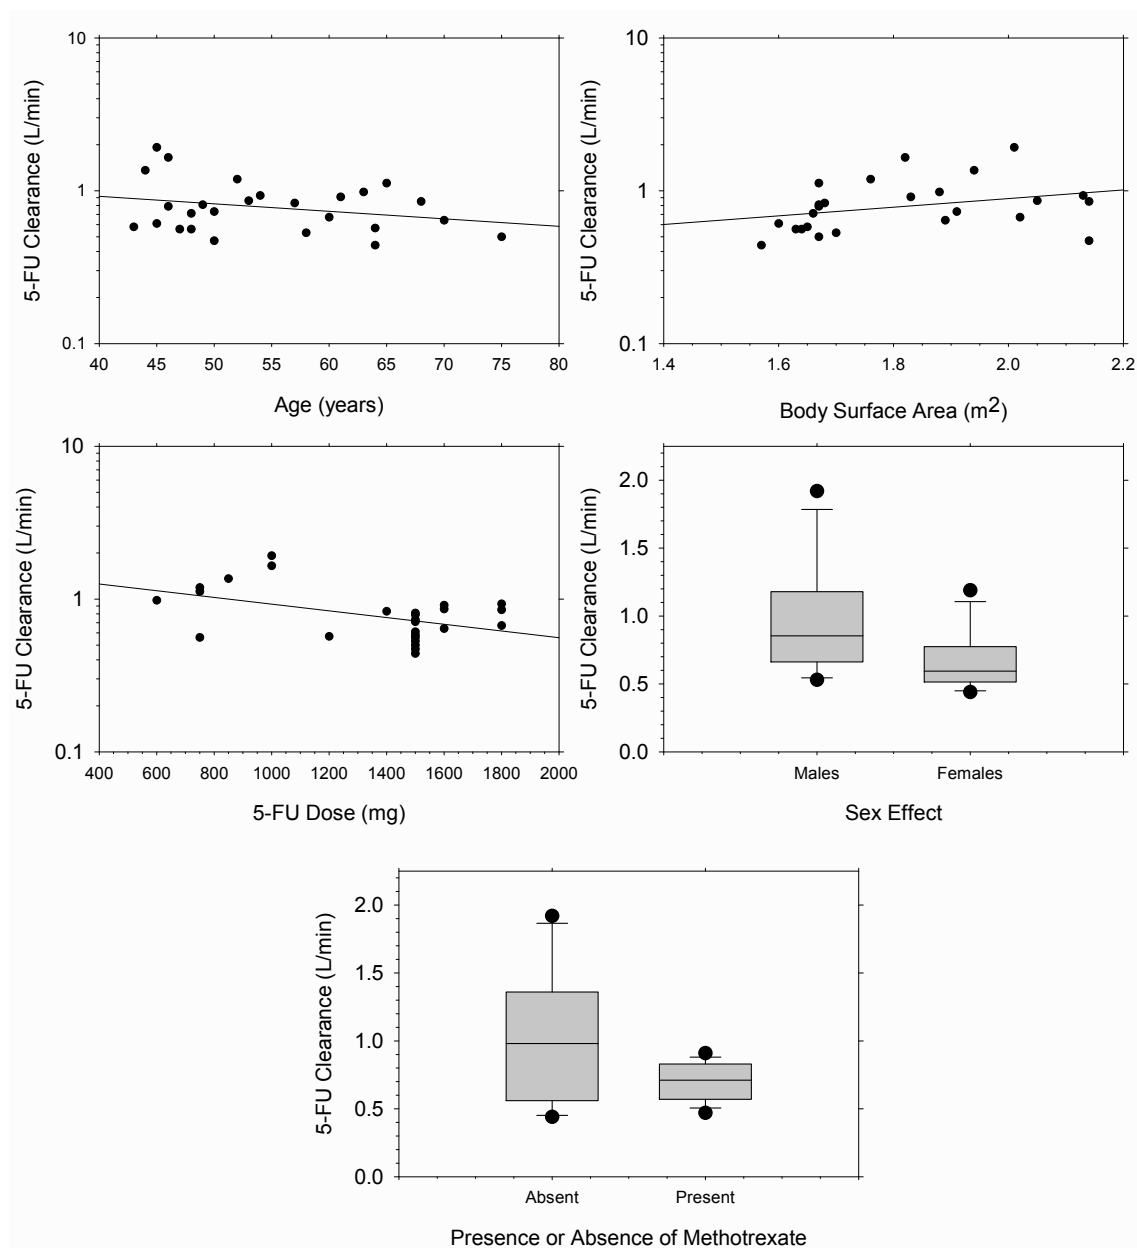 10
1
0.1
5-FU Clearance (L/min)
40 45 50 55 60 65 70 75 80
Age (years)
10
1
0.1
5-FU Clearance (L/min)
1.4 1.6 1.8 2.0 2.2
Body Surface Area (m²)
10
1
0.1
5-FU Clearance (L/min)
400 600 800 1000 1200 1400 1600 1800 2000
5-FU Dose (mg)
2.0
1.5
1.0
0.5
0.0
5-FU Clearance (L/min)
Males Females
Sex Effect
2.0
1.5
1.0
0.5
0.0
5-FU Clearance (L/min)
Absent Present
Presence or Absence of Methotrexate